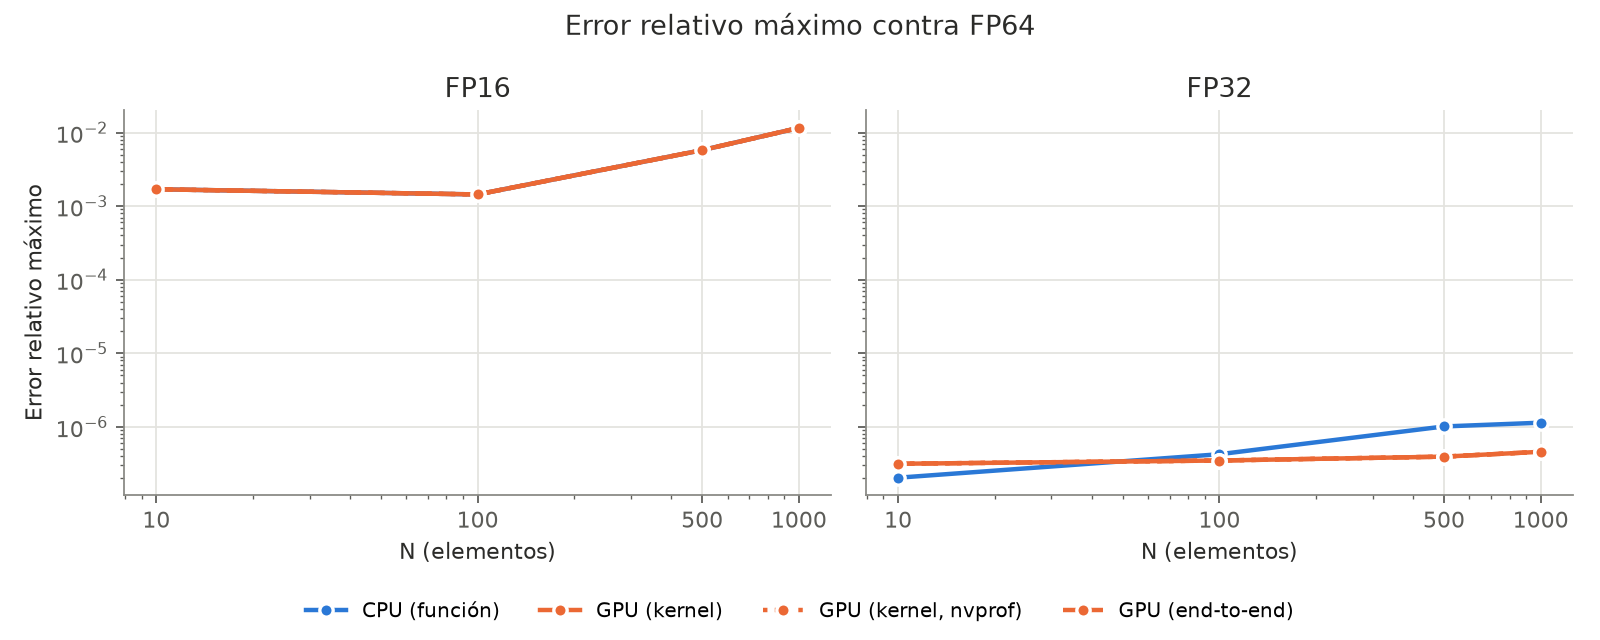 Error relativo máximo contra FP64
FP16
FP32
Error relativo máximo
10⁻²
10⁻³
10⁻⁴
10⁻⁵
10⁻⁶
10 100 500 1000
10 100 500 1000
N (elementos)
N (elementos)
CPU (función) GPU (kernel) GPU (kernel, nvprof) GPU (end-to-end)